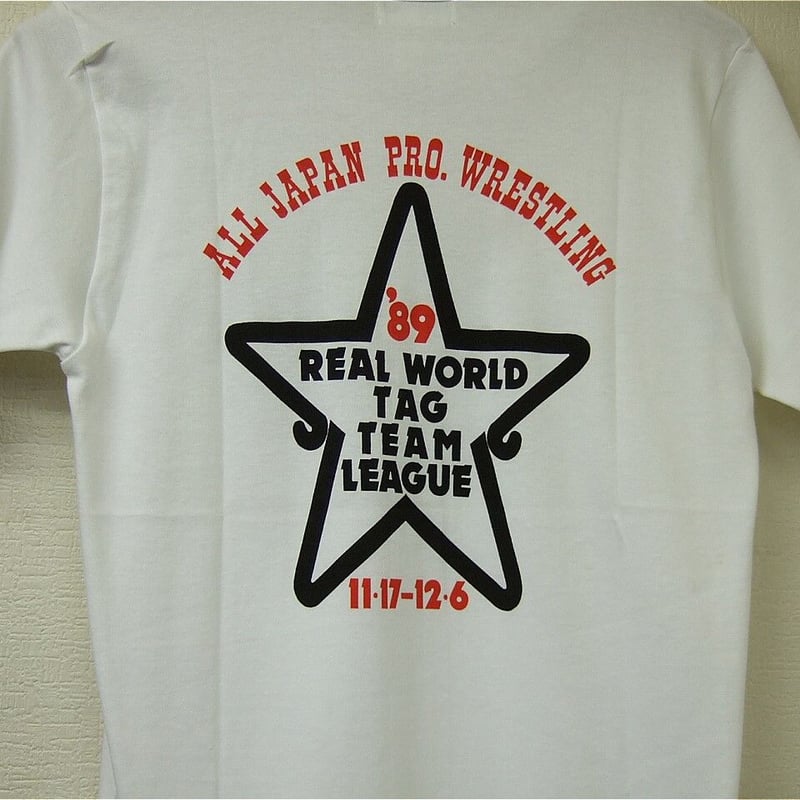 ALL JAPAN PRO. WRESTLING
'89
REAL WORLD
TAG
TEAM
LEAGUE
11·17-12·6